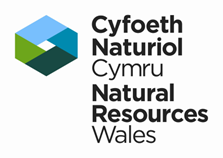 Cyfoeth
Naturiol
Cymru
Natural
Resources
Wales